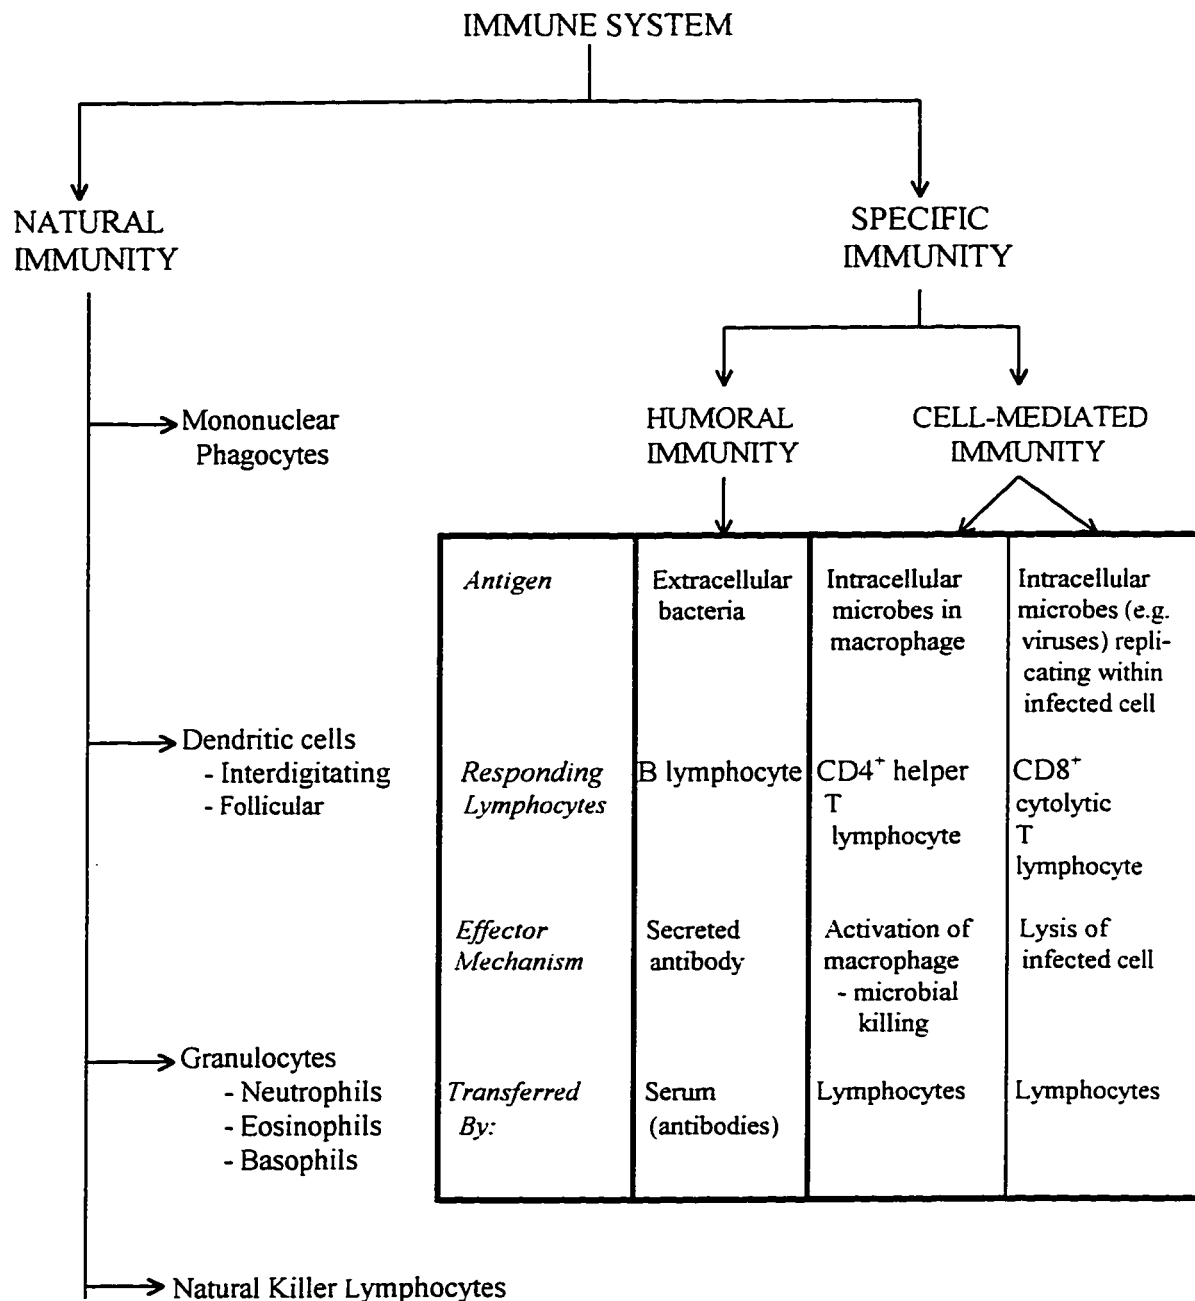 IMMUNE SYSTEM
NATURAL
IMMUNITY
SPECIFIC
IMMUNITY
Mononuclear
Phagocytes
HUMORAL
IMMUNITY
CELL-MEDIATED
IMMUNITY
Antigen
Extracellular
bacteria
Intracellular
microbes in
macrophage
Intracellular
microbes (e.g.
viruses) repli-
cating within
infected cell
Dendritic cells
- Interdigitating
- Follicular
Responding
Lymphocytes
B lymphocyte
CD4⁺ helper
T
lymphocyte
CD8⁺
cytolytic
T
lymphocyte
Effector
Mechanism
Secreted
antibody
Activation of
macrophage
- microbial
killing
Lysis of
infected cell
Granulocytes
- Neutrophils
- Eosinophils
- Basophils
Transferred
By:
Serum
(antibodies)
Lymphocytes
Lymphocytes
Natural Killer Lymphocytes